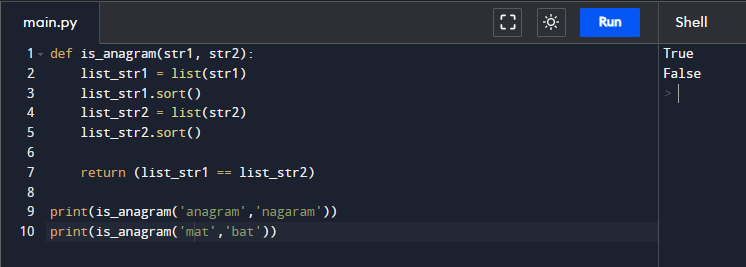 main.py Run Shell
1 def is_anagram(str1, str2):
2     list_str1 = list(str1)
3     list_str1.sort()
4     list_str2 = list(str2)
5     list_str2.sort()
6
7     return (list_str1 == list_str2)
8
9 print(is_anagram('anagram','nagaram'))
10 print(is_anagram('mat','bat'))
True
False
>